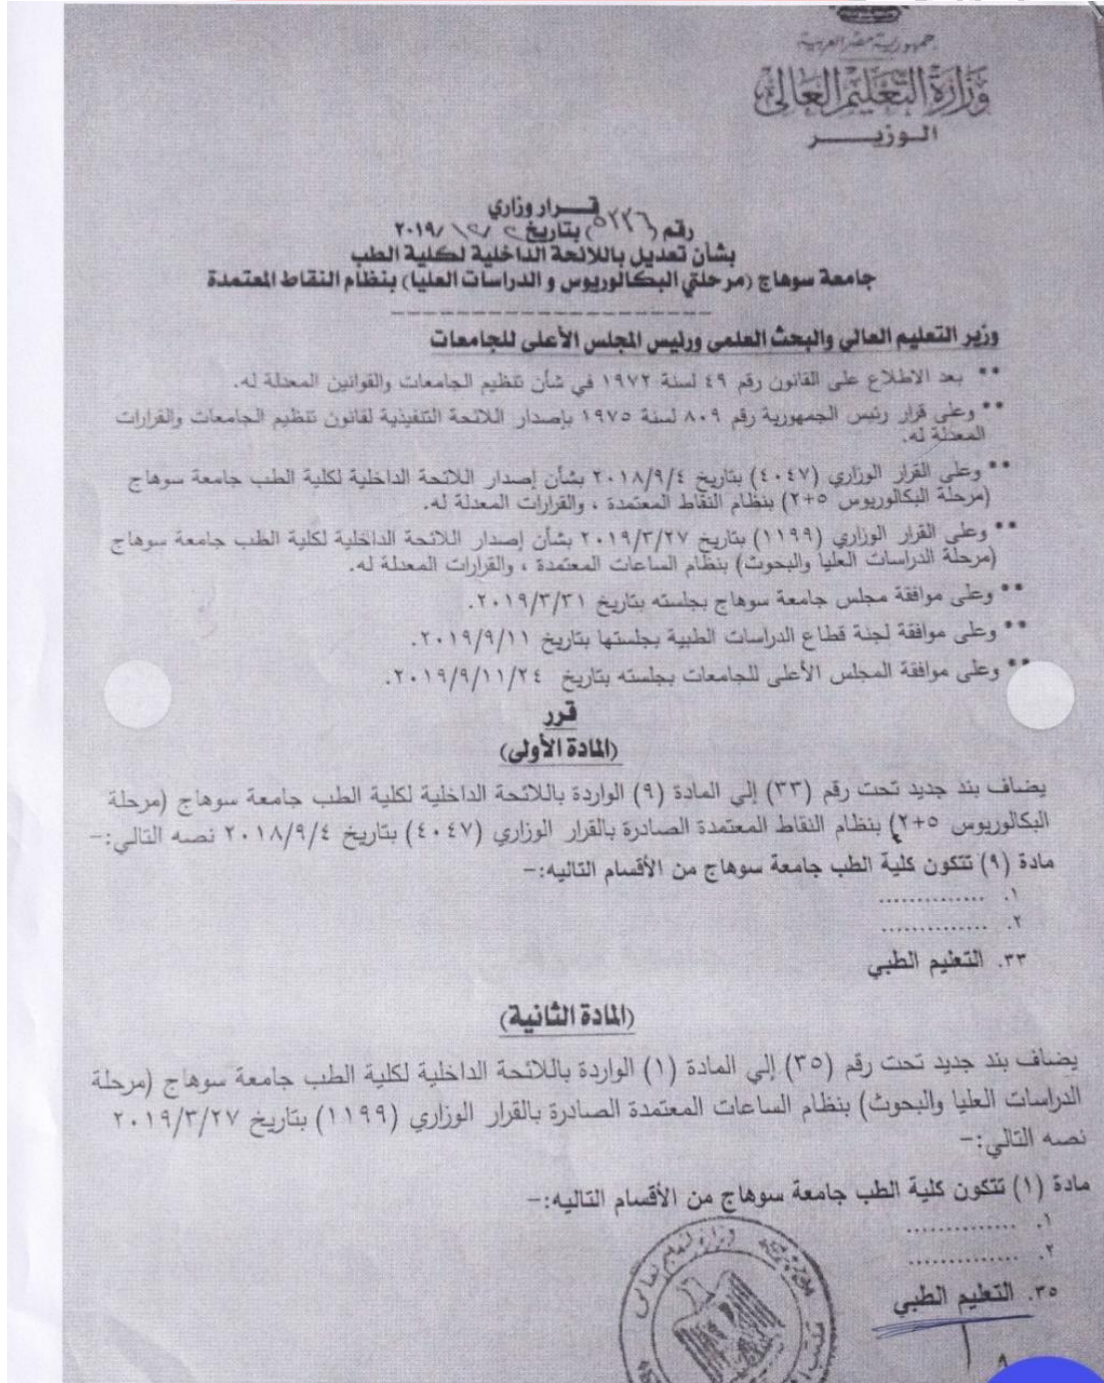 جمهورية مصر العربية
وزارة التعليم العالي
الوزير
قرار وزاري
رقم (٥٢٢٦) بتاريخ ٢/١٢/٢٠١٩
بشأن تعديل باللائحة الداخلية لكلية الطب
جامعة سوهاج (مرحلتي البكالوريوس و الدراسات العليا) بنظام النقاط المعتمدة
وزير التعليم العالي والبحث العلمى ورئيس المجلس الأعلى للجامعات
** بعد الاطلاع على القانون رقم ٤٩ لسنة ١٩٧٢ في شأن تنظيم الجامعات والقوانين المعدلة له.
** وعلى قرار رئيس الجمهورية رقم ٨٠٩ لسنة ١٩٧٥ بإصدار اللائحة التنفيذية لقانون تنظيم الجامعات والقرارات
المعدلة له.
** وعلى القرار الوزاري (٤٠٤٧) بتاريخ ٢٠١٨/٩/٤ بشأن إصدار اللائحة الداخلية لكلية الطب جامعة سوهاج
(مرحلة البكالوريوس ٥+٢) بنظام النقاط المعتمدة ، والقرارات المعدلة له.
** وعلى القرار الوزاري (١١٩٩) بتاريخ ٢٠١٩/٣/٢٧ بشأن إصدار اللائحة الداخلية لكلية الطب جامعة سوهاج
(مرحلة الدراسات العليا والبحوث) بنظام الساعات المعتمدة ، والقرارات المعدلة له.
** وعلى موافقة مجلس جامعة سوهاج بجلسته بتاريخ ٢٠١٩/٣/٣١.
** وعلى موافقة لجنة قطاع الدراسات الطبية بجلستها بتاريخ ٢٠١٩/٩/١١.
** وعلى موافقة المجلس الأعلى للجامعات بجلسته بتاريخ ٢٠١٩/٩/١١/٢٤.
قرر
(المادة الأولى)
يضاف بند جديد تحت رقم (٣٣) إلي المادة (٩) الواردة باللائحة الداخلية لكلية الطب جامعة سوهاج (مرحلة
البكالوريوس ٥+٢) بنظام النقاط المعتمدة الصادرة بالقرار الوزاري (٤٠٤٧) بتاريخ ٢٠١٨/٩/٤ نصه التالي:-
مادة (٩) تتكون كلية الطب جامعة سوهاج من الأقسام التاليه:-
١. ..............
٢. ..............
٣٣. التعليم الطبي
(المادة الثانية)
يضاف بند جديد تحت رقم (٣٥) إلي المادة (١) الواردة باللائحة الداخلية لكلية الطب جامعة سوهاج (مرحلة
الدراسات العليا والبحوث) بنظام الساعات المعتمدة الصادرة بالقرار الوزاري (١١٩٩) بتاريخ ٢٠١٩/٣/٢٧
نصه التالي:-
مادة (١) تتكون كلية الطب جامعة سوهاج من الأقسام التاليه:-
١. ..............
٢. ..............
٣٥. التعليم الطبي